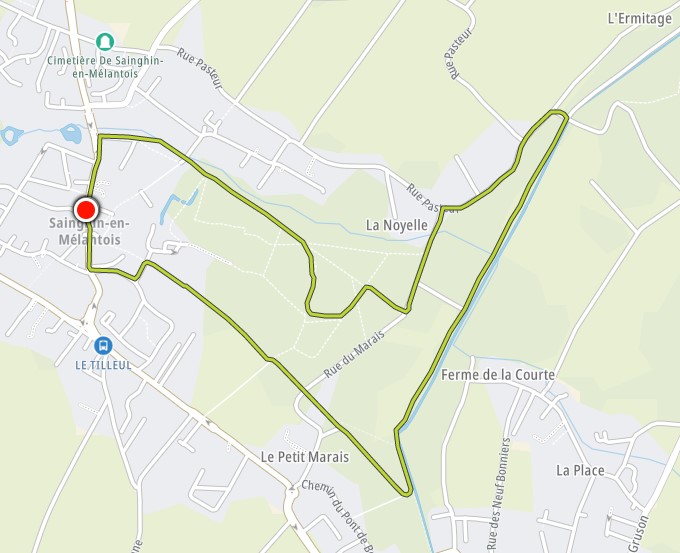 L'Ermitage
Rue Pasteur
Rue Pasteur
Cimetière De Sainghin-
en-Mélantois
Rue Pasteur
Sainghin-en-
Mélantois
La Noyelle
LE TILLEUL
Rue du Marais
Ferme de la Courte
Le Petit Marais
La Place
Rue des Neuf Bonniers
Chemin du Pont de B
Gruson